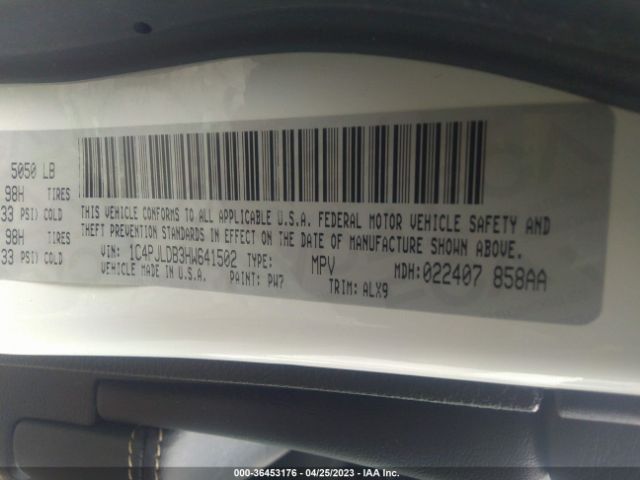 5050 LB
98H TIRES
33 PSI) COLD
98H TIRES
33 PSI) COLD
THIS VEHICLE CONFORMS TO ALL APPLICABLE U.S.A. FEDERAL MOTOR VEHICLE SAFETY AND
THEFT PREVENTION STANDARDS IN EFFECT ON THE DATE OF MANUFACTURE SHOWN ABOVE.
VIN: 1C4PJLDB3HW641502 TYPE: MPV MDH:022407 858AA
VEHICLE MADE IN U.S.A. PAINT: PW7 TRIM: ALX9
000-36453176 - 04/25/2023 - IAA Inc.